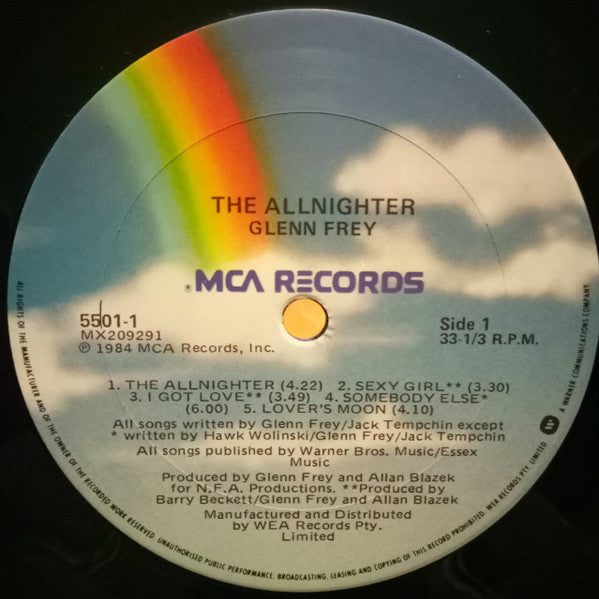 THE ALLNIGHTER
GLENN FREY
® MCA RECORDS
5501-1
MX209291
℗ 1984 MCA Records, Inc.
Side 1
33-1/3 R.P.M.
1. THE ALLNIGHTER (4.22) 2. SEXY GIRL** (3.30)
3. I GOT LOVE** (3.49) 4. SOMEBODY ELSE*
(6.00) 5. LOVER'S MOON (4.10)
All songs written by Glenn Frey/Jack Tempchin except
* written by Hawk Wolinski/Glenn Frey/Jack Tempchin
All songs published by Warner Bros. Music/Essex
Music
Produced by Glenn Frey and Allan Blazek
for N.F.A. Productions. **Produced by
Barry Beckett/Glenn Frey and Allan Blazek
Manufactured and Distributed
by WEA Records Pty.
Limited
ALL RIGHTS OF THE MANUFACTURER AND OF THE OWNER OF THE RECORDED WORK RESERVED UNAUTHORISED PUBLIC PERFORMANCE, BROADCASTING, LEASING AND COPYING OF THIS RECORD PROHIBITED. WEA RECORDS PTY. LIMITED
A WARNER COMMUNICATIONS COMPANY.